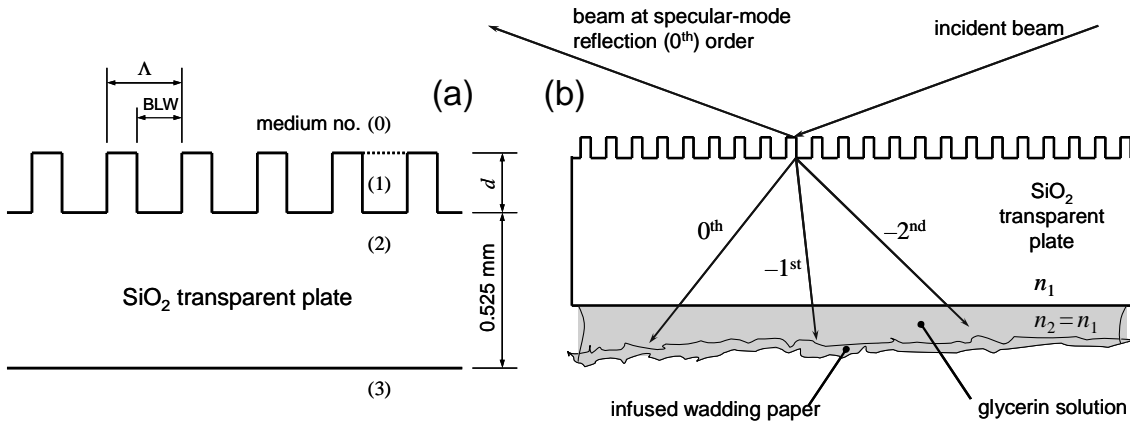 Λ
BLW
(a)
medium no. (0)
(1)
d
(2)
SiO₂ transparent plate
0.525 mm
(3)
beam at specular-mode
reflection (0ᵗʰ) order
incident beam
(b)
0ᵗʰ
–1ˢᵗ
–2ⁿᵈ
SiO₂
transparent
plate
n₁
n₂ = n₁
infused wadding paper
glycerin solution